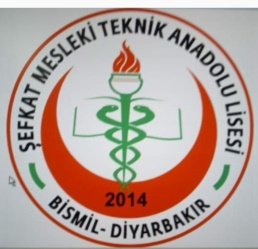 ŞEFKAT MESLEKİ TEKNİK ANADOLU LİSESİ
2014
BİSMİL- DİYARBAKIR